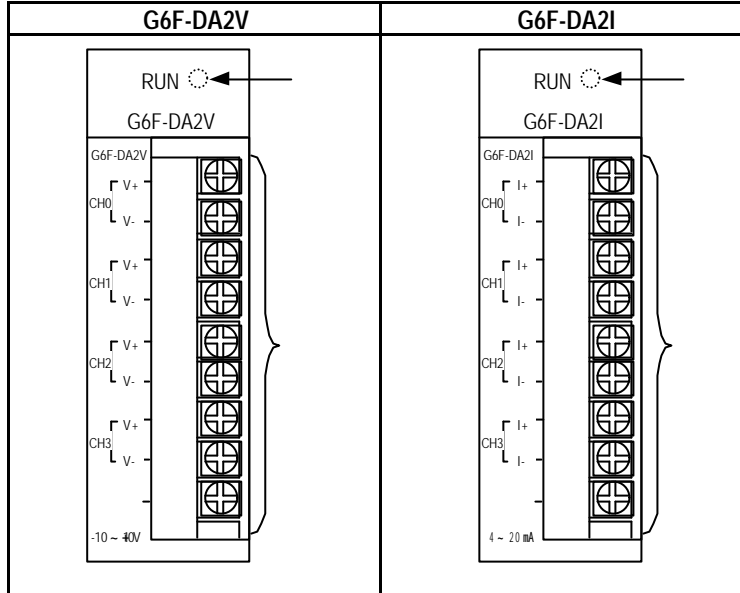 G6F-DA2V
G6F-DA2I
RUN
G6F-DA2V
G6F-DA2V
CH0
V+
V-
CH1
V+
V-
CH2
V+
V-
CH3
V+
V-
-10 ~
RUN
G6F-DA2I
G6F-DA2I
CH0
I+
I-
CH1
I+
I-
CH2
I+
I-
CH3
I+
I-
4 ~ 20 mA